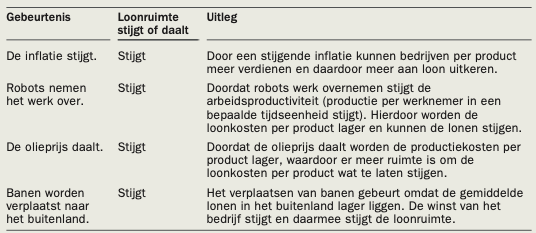 Gebeurtenis Loonruimte stijgt of daalt Uitleg
De inflatie stijgt. Stijgt Door een stijgende inflatie kunnen bedrijven per product
meer verdienen en daardoor meer aan loon uitkeren.
Robots nemen Stijgt Doordat robots werk overnemen stijgt de
het werk over. arbeidsproductiviteit (productie per werknemer in een
bepaalde tijdseenheid stijgt). Hierdoor worden de
loonkosten per product lager en kunnen de lonen stijgen.
De olieprijs daalt. Stijgt Doordat de olieprijs daalt worden de productiekosten per
product lager, waardoor er meer ruimte is om de
loonkosten per product wat te laten stijgen.
Banen worden Stijgt Het verplaatsen van banen gebeurt omdat de gemiddelde
verplaatst naar lonen in het buitenland lager liggen. De winst van het
het buitenland. bedrijf stijgt en daarmee stijgt de loonruimte.